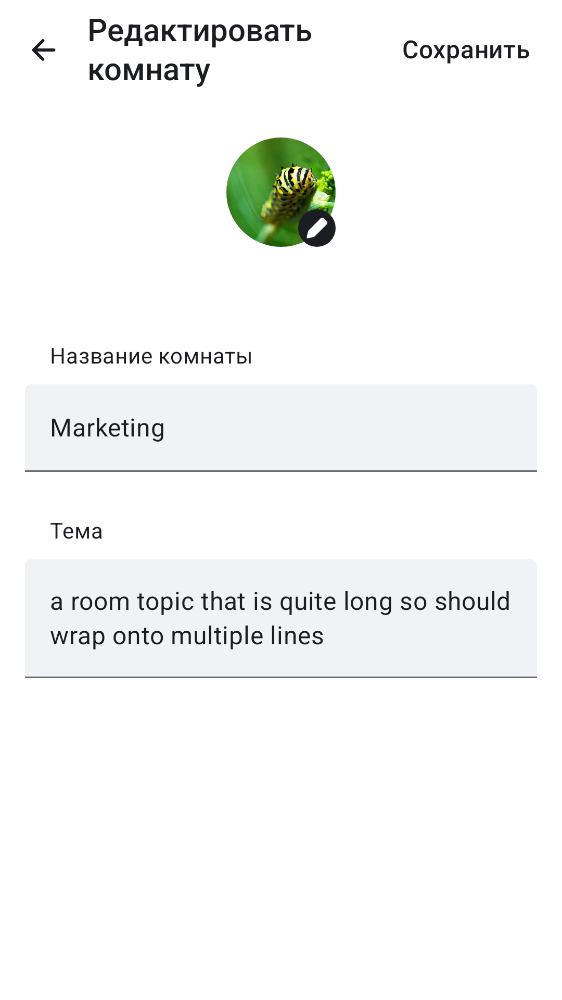 Редактировать
комнату
Сохранить
Название комнаты
Marketing
Тема
a room topic that is quite long so should
wrap onto multiple lines